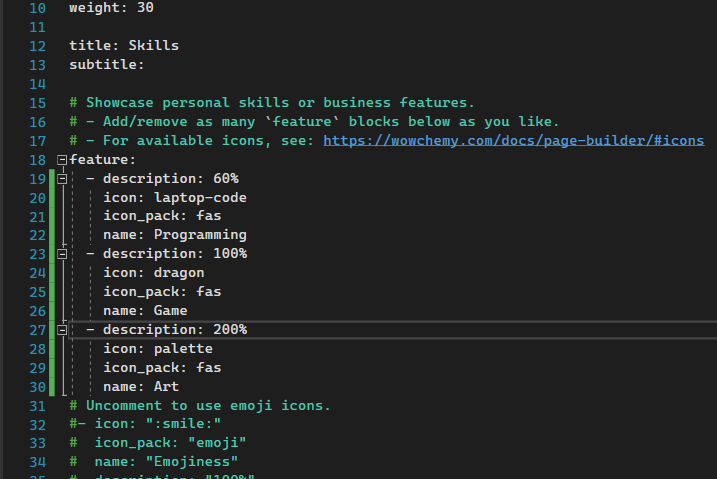 10 weight: 30
11
12 title: Skills
13 subtitle:
14
15 # Showcase personal skills or business features.
16 # - Add/remove as many `feature` blocks below as you like.
17 # - For available icons, see: https://wowchemy.com/docs/page-builder/#icons
18 feature:
19 - description: 60%
20 icon: laptop-code
21 icon_pack: fas
22 name: Programming
23 - description: 100%
24 icon: dragon
25 icon_pack: fas
26 name: Game
27 - description: 200%
28 icon: palette
29 icon_pack: fas
30 name: Art
31 # Uncomment to use emoji icons.
32 #- icon: ":smile:"
33 #  icon_pack: "emoji"
34 #  name: "Emojiness"
35 #  description: "100%"